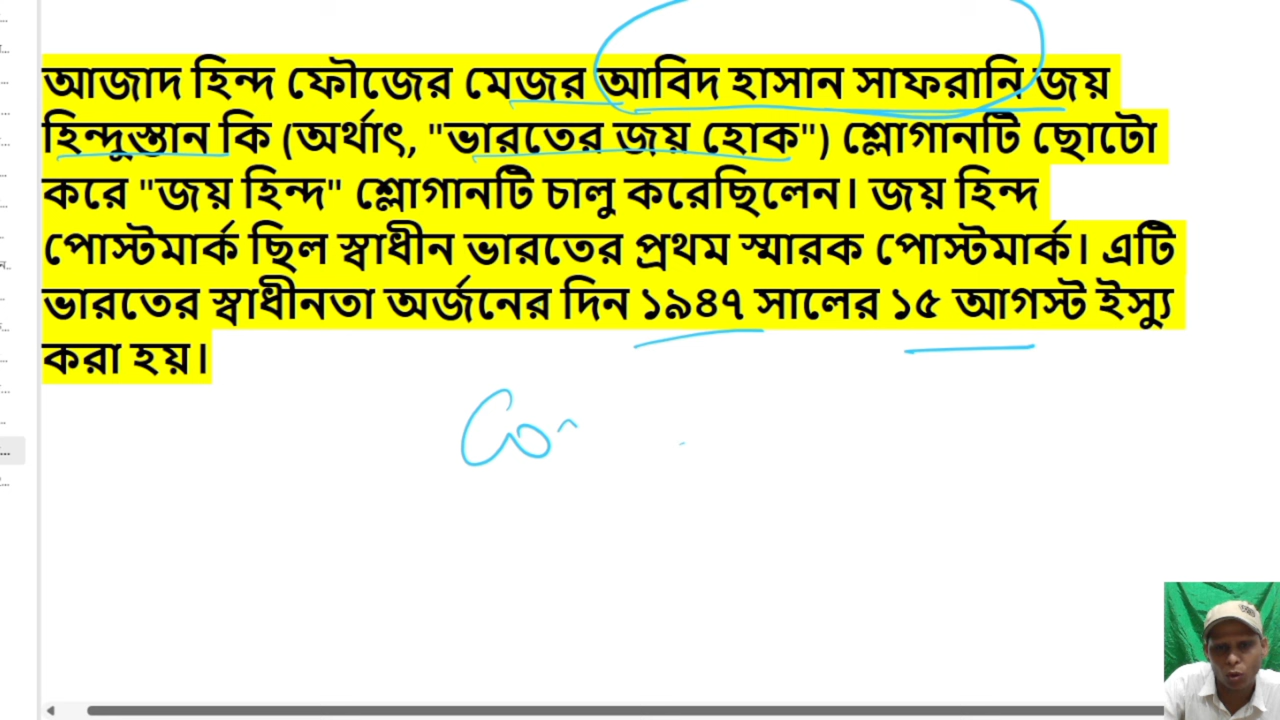 আজাদ হিন্দ ফৌজের মেজর আবিদ হাসান সাফরানি জয়
হিন্দুস্তান কি (অর্থাৎ, "ভারতের জয় হোক") শ্লোগানটি ছোটো
করে "জয় হিন্দ" শ্লোগানটি চালু করেছিলেন। জয় হিন্দ
পোস্টমার্ক ছিল স্বাধীন ভারতের প্রথম স্মারক পোস্টমার্ক। এটি
ভারতের স্বাধীনতা অর্জনের দিন ১৯৪৭ সালের ১৫ আগস্ট ইস্যু
করা হয়।
Co